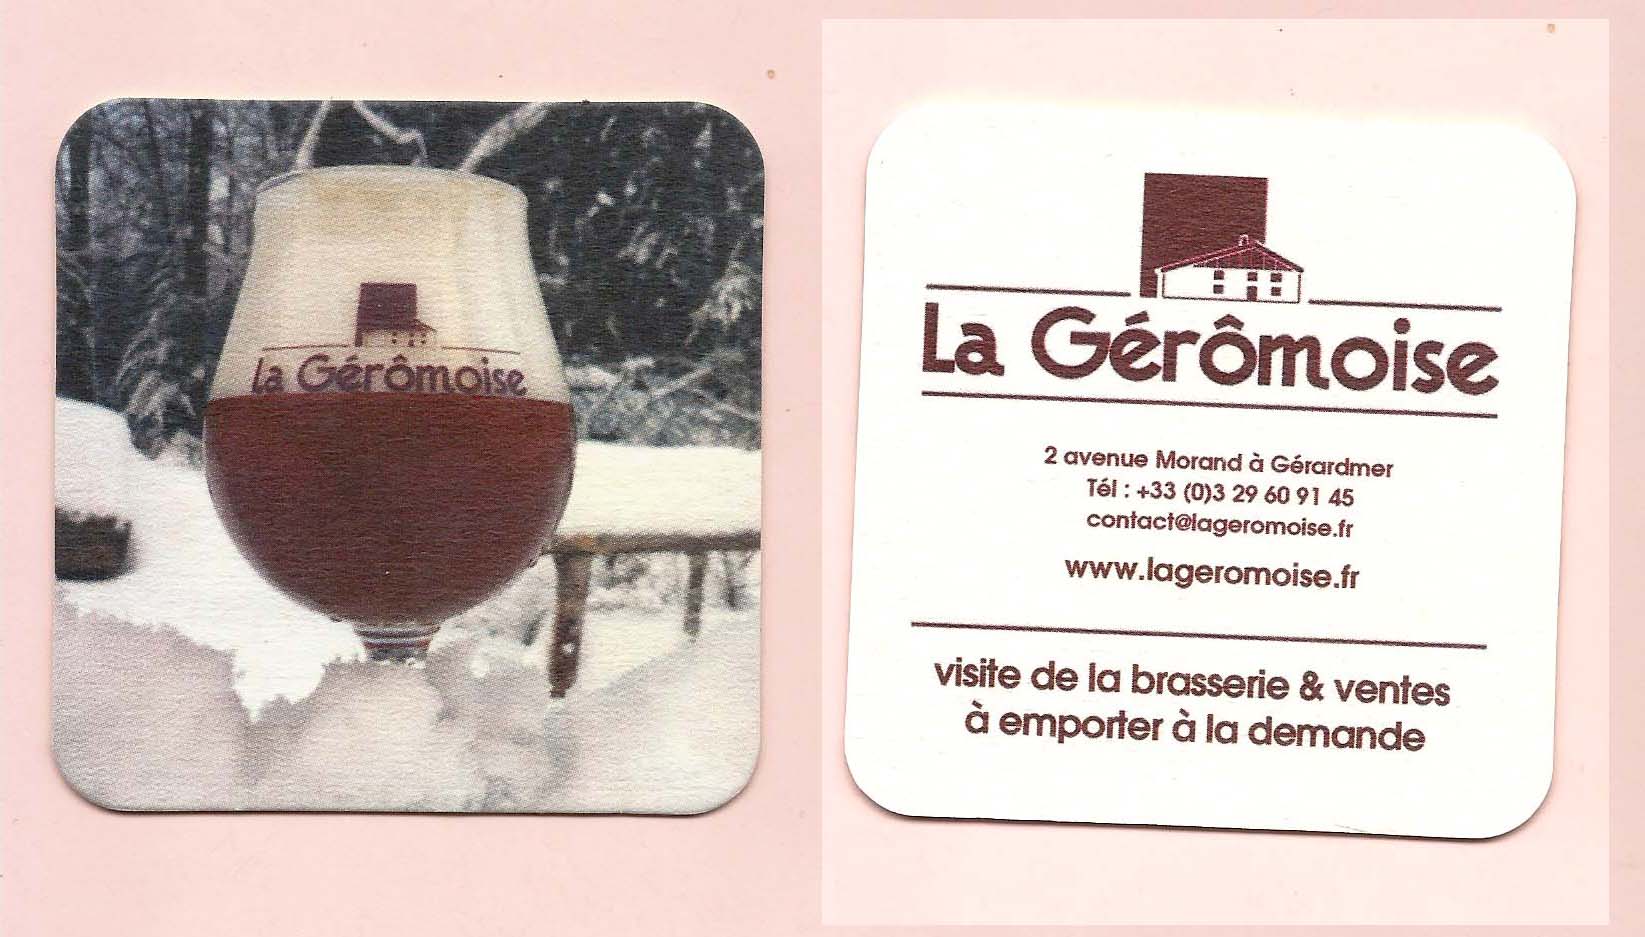 La Gérômoise
La Gérômoise
2 avenue Morand à Gérardmer
Tél : +33 (0)3 29 60 91 45
contact@lageromoise.fr
www.lageromoise.fr
visite de la brasserie & ventes
à emporter à la demande